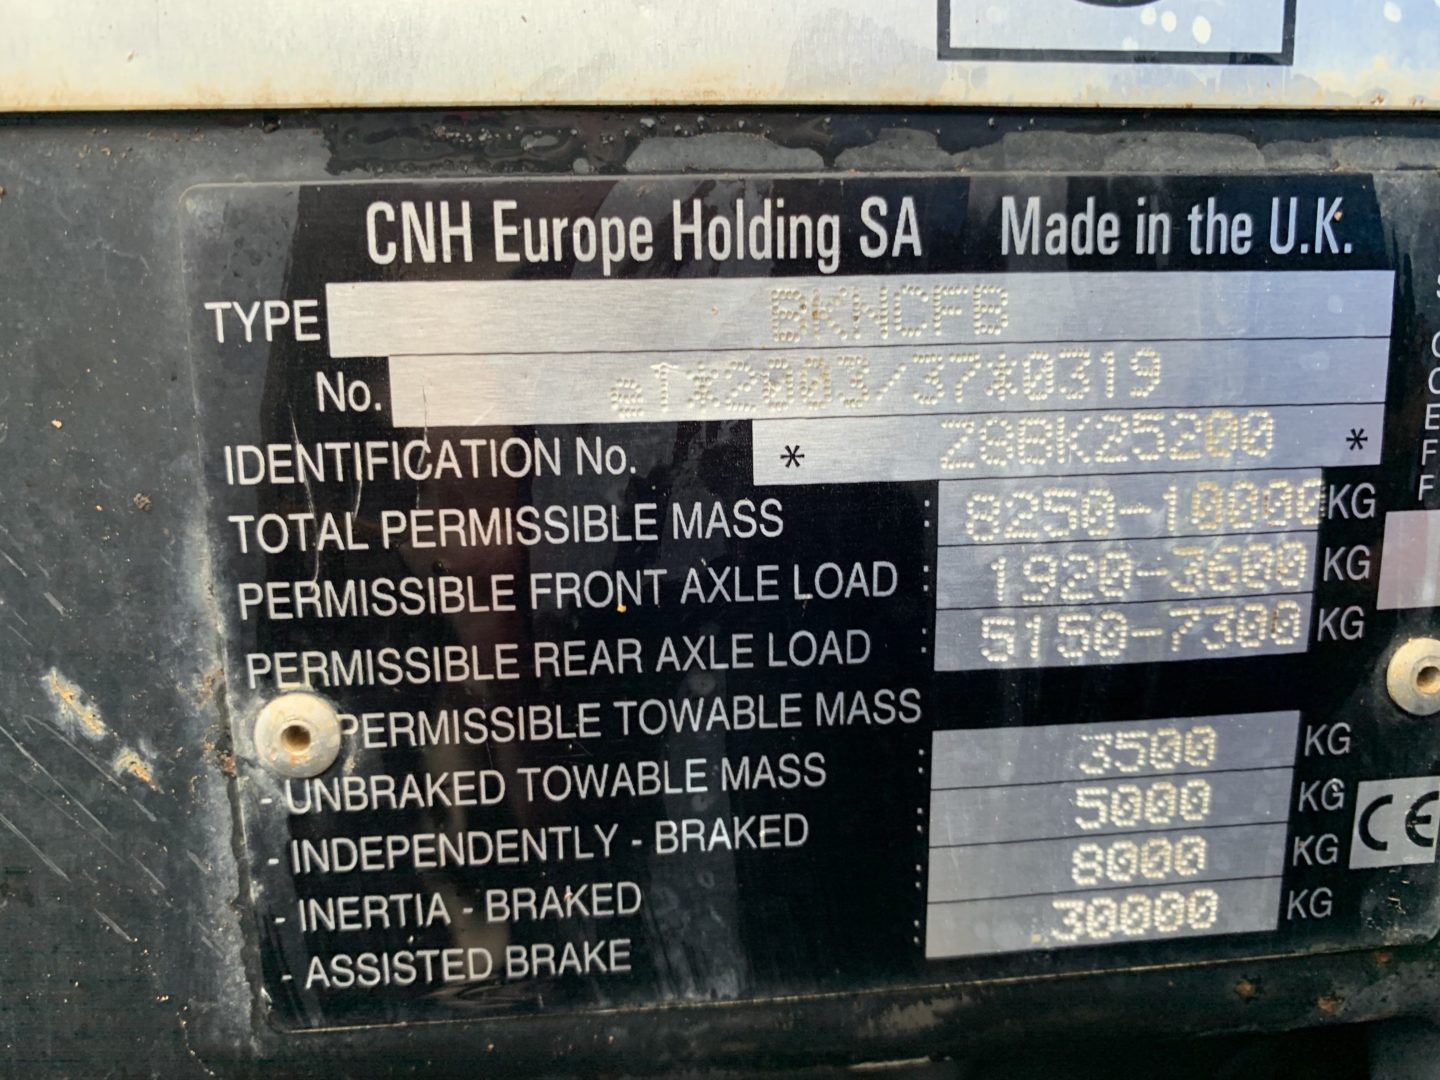 CNH Europe Holding SA Made in the U.K.
TYPE BKNCFB
No. e1*2003/37*0319
IDENTIFICATION No. * Z8BK25200 *
TOTAL PERMISSIBLE MASS : 8250-10000 KG
PERMISSIBLE FRONT AXLE LOAD : 1920-3600 KG
PERMISSIBLE REAR AXLE LOAD : 5150-7300 KG
PERMISSIBLE TOWABLE MASS
- UNBRAKED TOWABLE MASS : 3500 KG
- INDEPENDENTLY - BRAKED : 5000 KG
- INERTIA - BRAKED : 8000 KG
- ASSISTED BRAKE : 30000 KG
CE